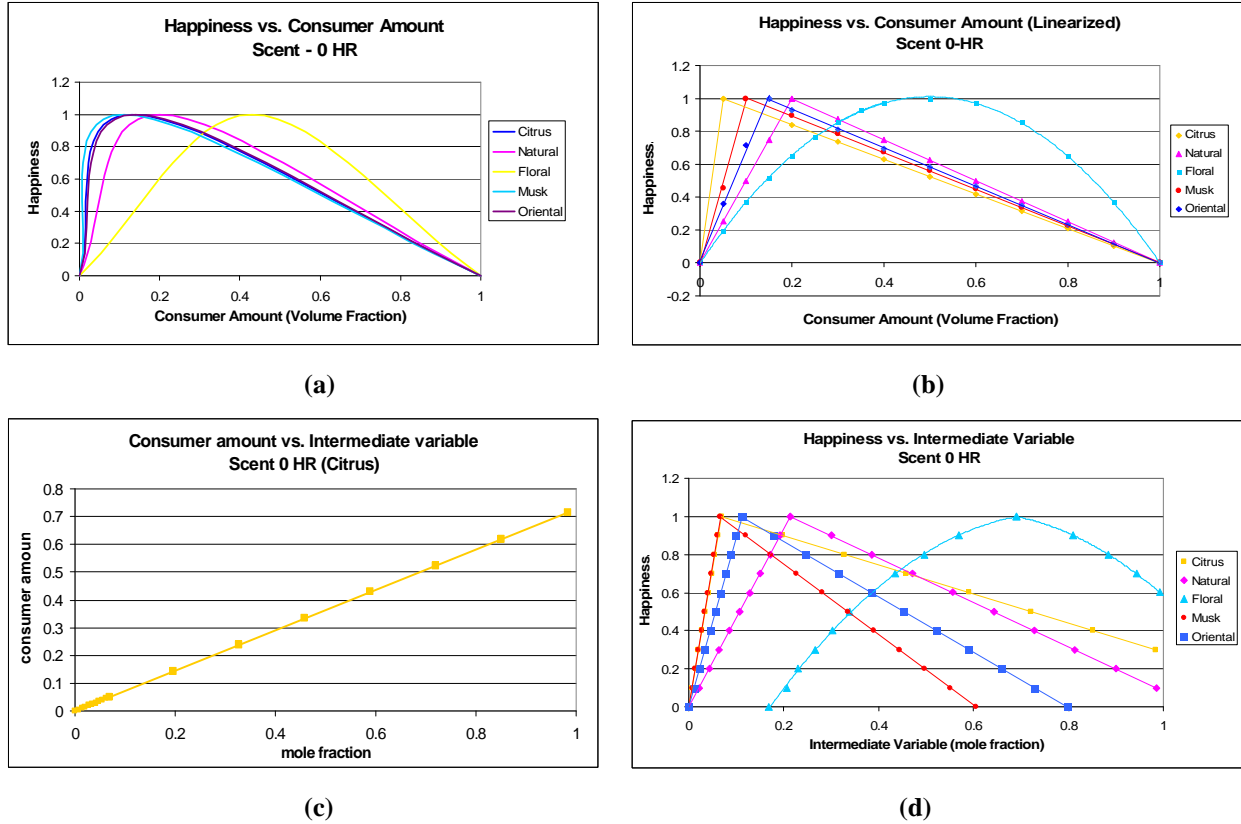 Happiness vs. Consumer Amount
Scent - 0 HR
Happiness
1.2
1
0.8
0.6
0.4
0.2
0
0 0.2 0.4 0.6 0.8 1
Consumer Amount (Volume Fraction)
Citrus
Natural
Floral
Musk
Oriental
(a)
Happiness vs. Consumer Amount (Linearized)
Scent 0-HR
Happiness.
1.2
1
0.8
0.6
0.4
0.2
0
-0.2
0 0.2 0.4 0.6 0.8 1
Consumer Amount (Volume Fraction)
Citrus
Natural
Floral
Musk
Oriental
(b)
Consumer amount vs. Intermediate variable
Scent 0 HR (Citrus)
consumer amoun
0.8
0.7
0.6
0.5
0.4
0.3
0.2
0.1
0
0 0.2 0.4 0.6 0.8 1
mole fraction
(c)
Happiness vs. Intermediate Variable
Scent 0 HR
Happiness.
1.2
1
0.8
0.6
0.4
0.2
0
0 0.2 0.4 0.6 0.8 1
Intermediate Variable (mole fraction)
Citrus
Natural
Floral
Musk
Oriental
(d)